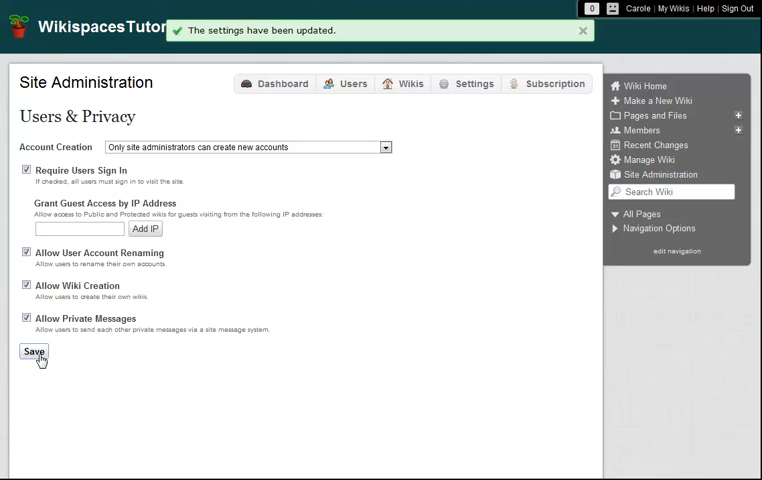 0 Carole | My Wikis | Help | Sign Out
WikispacesTutor
The settings have been updated.
Site Administration
Dashboard Users Wikis Settings Subscription
Users & Privacy
Account Creation Only site administrators can create new accounts
Require Users Sign In
If checked, all users must sign in to visit the site.
Grant Guest Access by IP Address
Allow access to Public and Protected wikis for guests visiting from the following IP addresses:
Add IP
Allow User Account Renaming
Allow users to rename their own accounts.
Allow Wiki Creation
Allow users to create their own wikis.
Allow Private Messages
Allow users to send each other private messages via a site message system.
Save
Wiki Home
Make a New Wiki
Pages and Files
Members
Recent Changes
Manage Wiki
Site Administration
Search Wiki
All Pages
Navigation Options
edit navigation